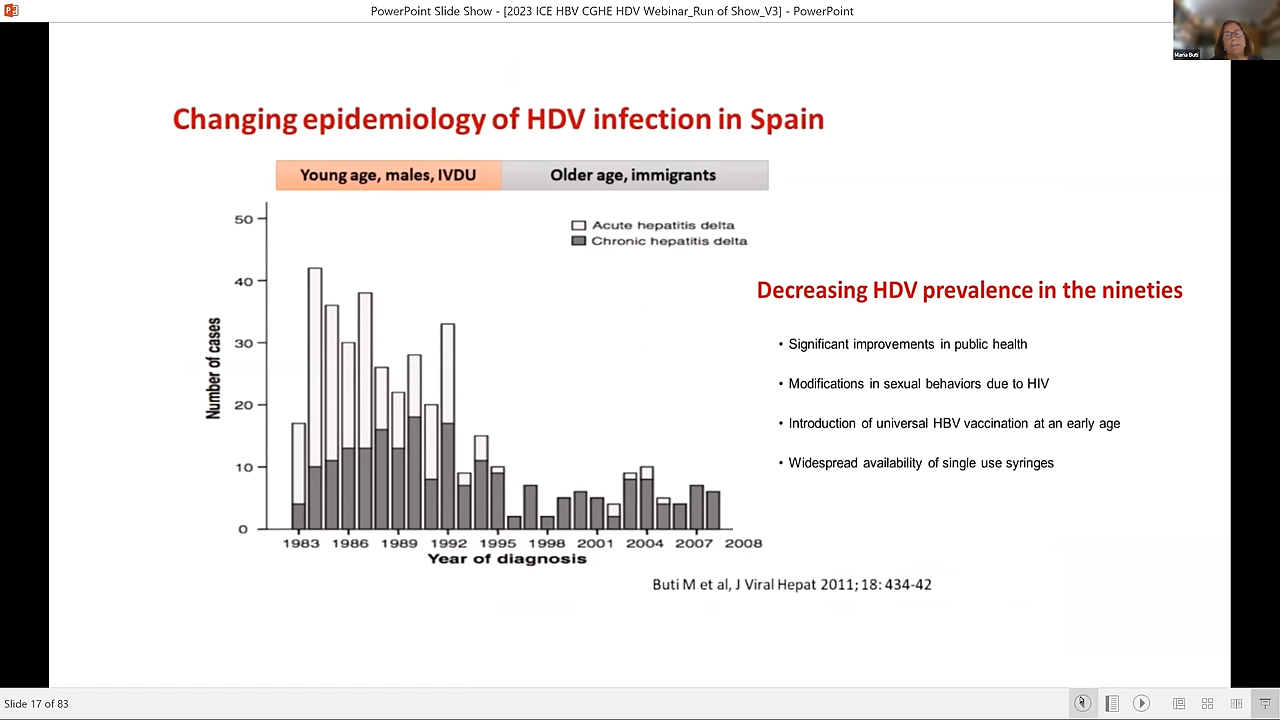 PowerPoint Slide Show - [2023 ICE HBV CGHE HDV Webinar_Run of Show_V3] - PowerPoint
Maria Buti
Changing epidemiology of HDV infection in Spain
Young age, males, IVDU
Older age, immigrants
Acute hepatitis delta
Chronic hepatitis delta
50
40
30
20
10
0
Number of cases
1983 1986 1989 1992 1995 1998 2001 2004 2007 2008
Year of diagnosis
Decreasing HDV prevalence in the nineties
• Significant improvements in public health
• Modifications in sexual behaviors due to HIV
• Introduction of universal HBV vaccination at an early age
• Widespread availability of single use syringes
Buti M et al, J Viral Hepat 2011; 18: 434-42
Slide 17 of 83